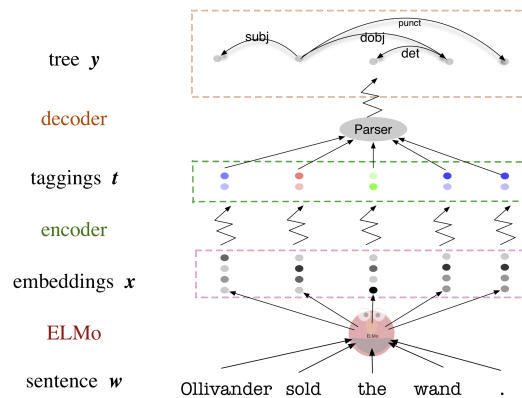 punct
subj
dobj
det
tree y
decoder
Parser
taggings t
encoder
embeddings x
ELMo
ELMo
sentence w
Ollivander sold the wand .